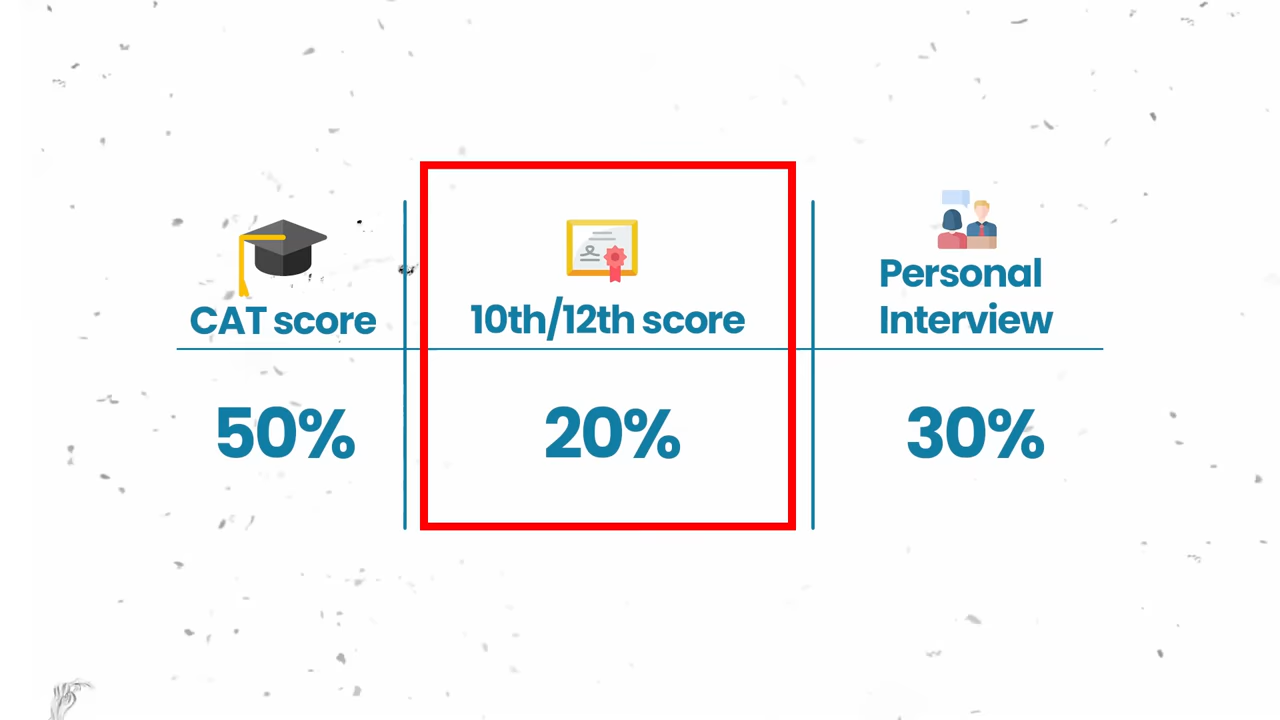 CAT score
10th/12th score
Personal
Interview
50%
20%
30%